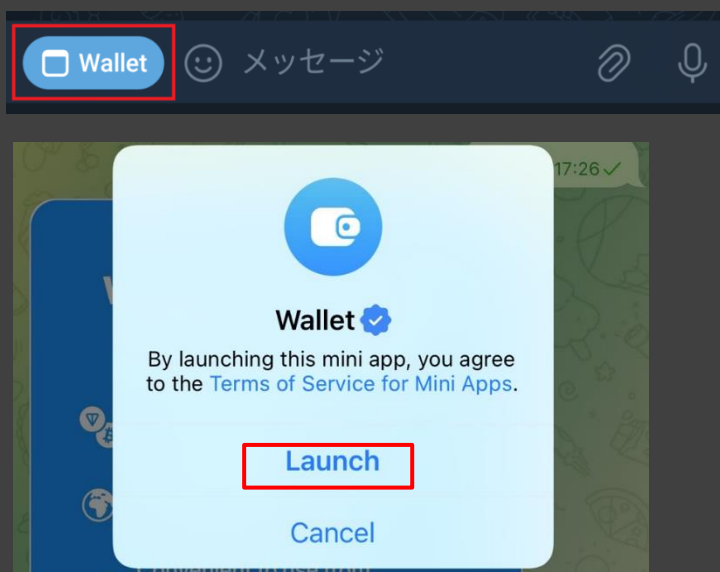 Wallet
メッセージ
17:26
Wallet
By launching this mini app, you agree
to the Terms of Service for Mini Apps.
Launch
Cancel